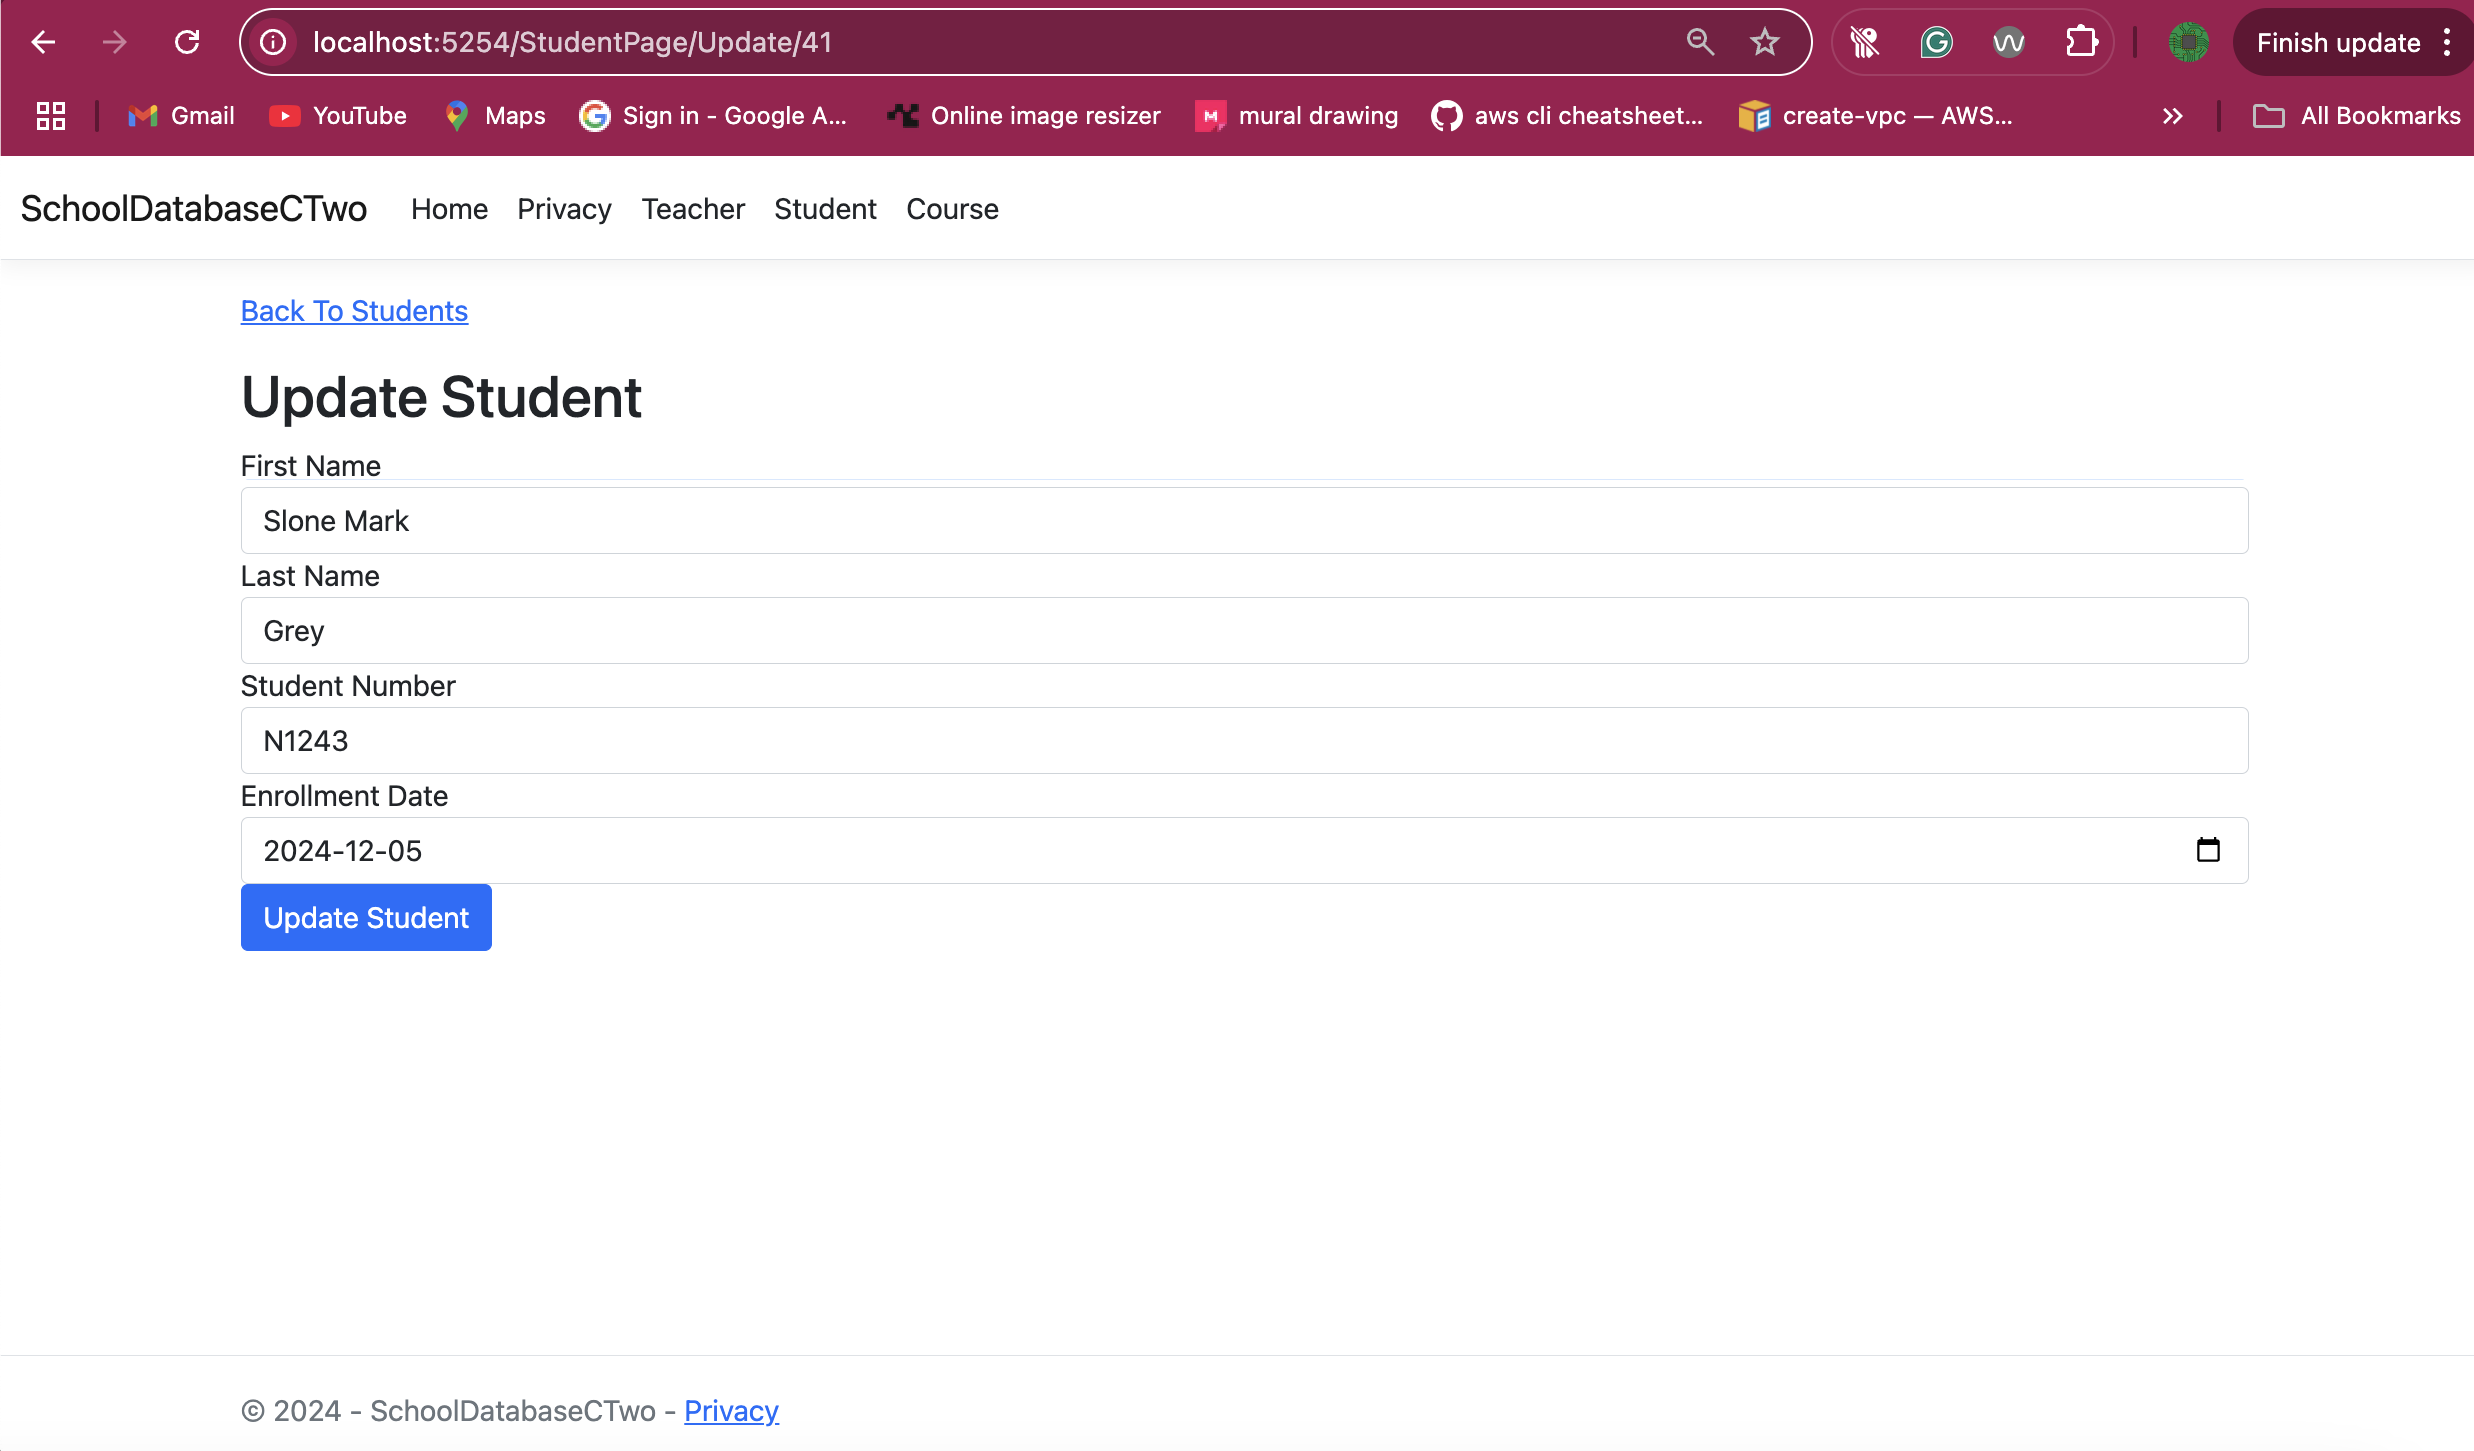 localhost:5254/StudentPage/Update/41
Finish update
Gmail YouTube Maps Sign in - Google A... Online image resizer mural drawing aws cli cheatsheet... create-vpc — AWS... All Bookmarks
SchoolDatabaseCTwo Home Privacy Teacher Student Course
Back To Students
Update Student
First Name
Slone Mark
Last Name
Grey
Student Number
N1243
Enrollment Date
2024-12-05
Update Student
© 2024 - SchoolDatabaseCTwo - Privacy